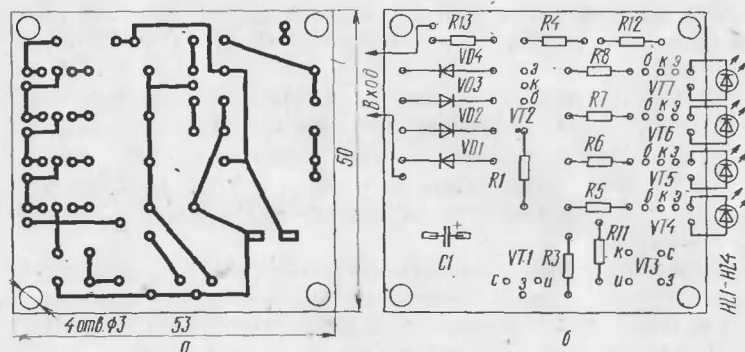 4 отв. Ф3
53
50
а
Вход
R13
R4
R12
VD4
VD3
VD2
VD1
э
к
б
VT2
R1
R8
R7
R6
R5
б к э
VT7
б к э
VT6
б к э
VT5
б к э
VT4
C1
+
VT1
R3
R11
с з и
к
с
VT3
и
з
HL1-HL4
б